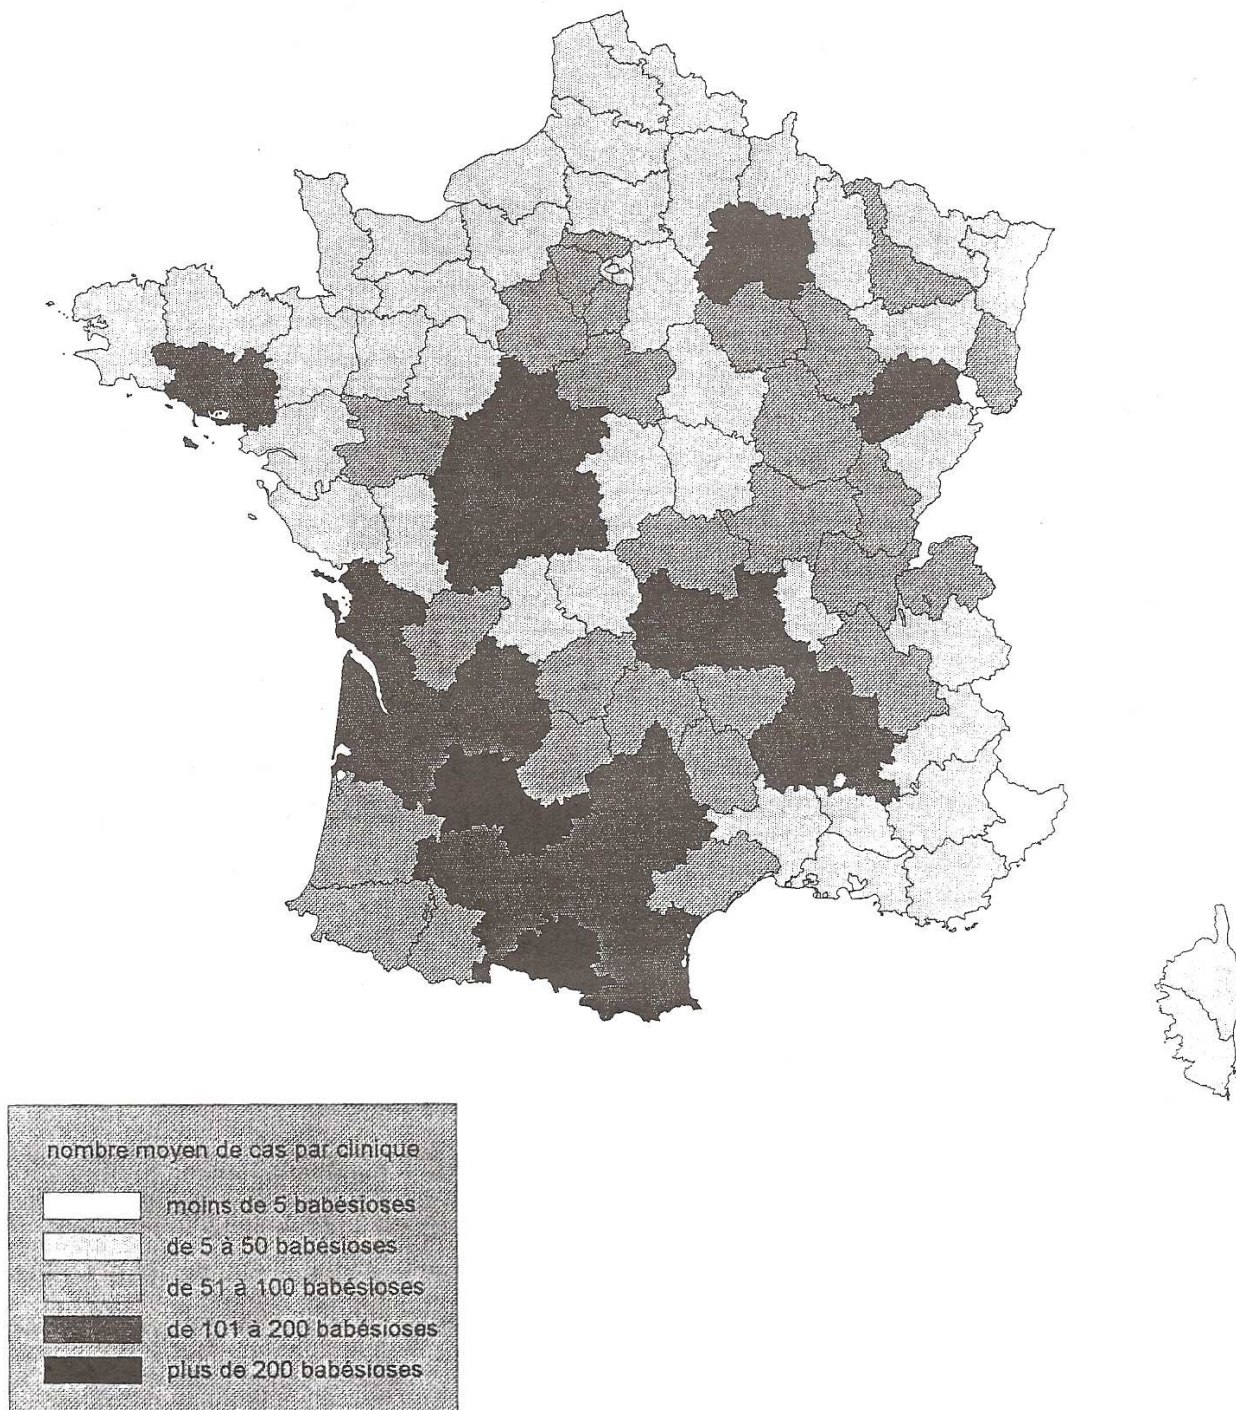 nombre moyen de cas par clinique
moins de 5 babésioses
de 5 à 50 babésioses
de 51 à 100 babésioses
de 101 à 200 babésioses
plus de 200 babésioses